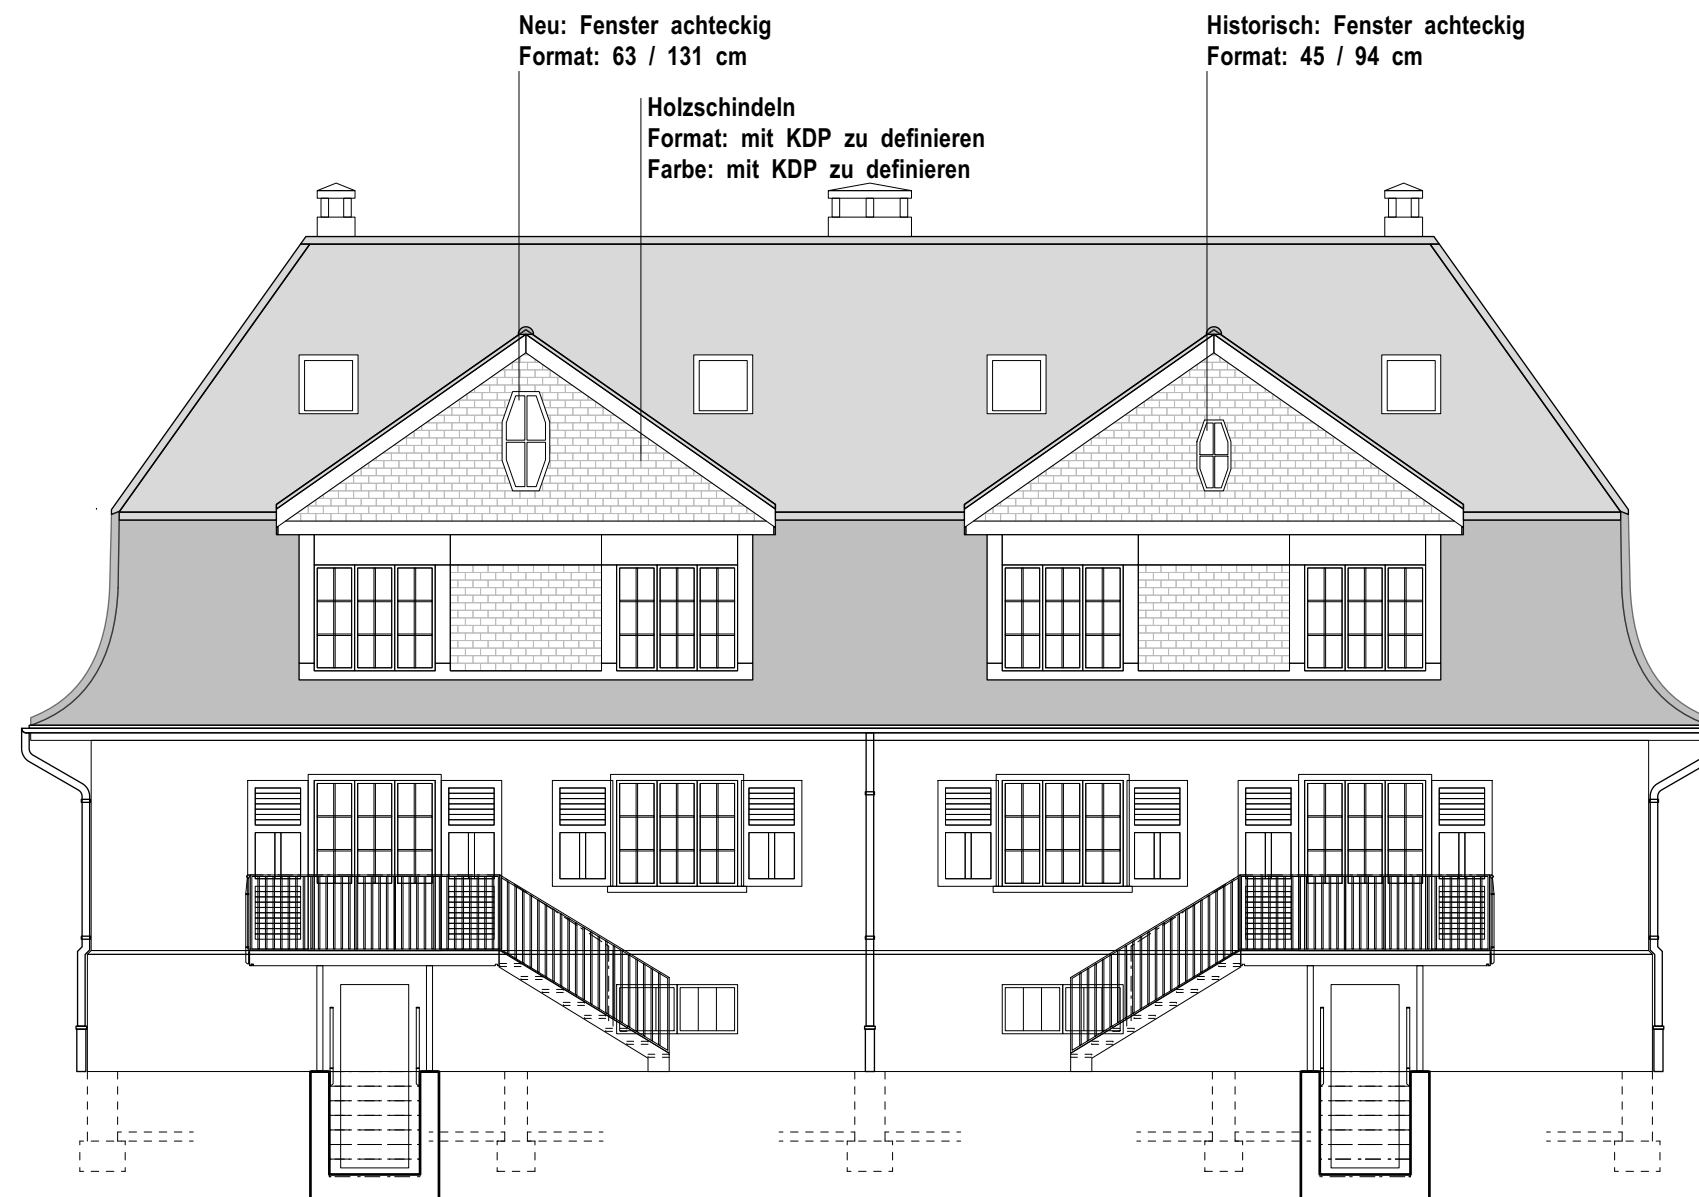 Neu: Fenster achteckig
Format: 63 / 131 cm
Historisch: Fenster achteckig
Format: 45 / 94 cm
Holzschindeln
Format: mit KDP zu definieren
Farbe: mit KDP zu definieren